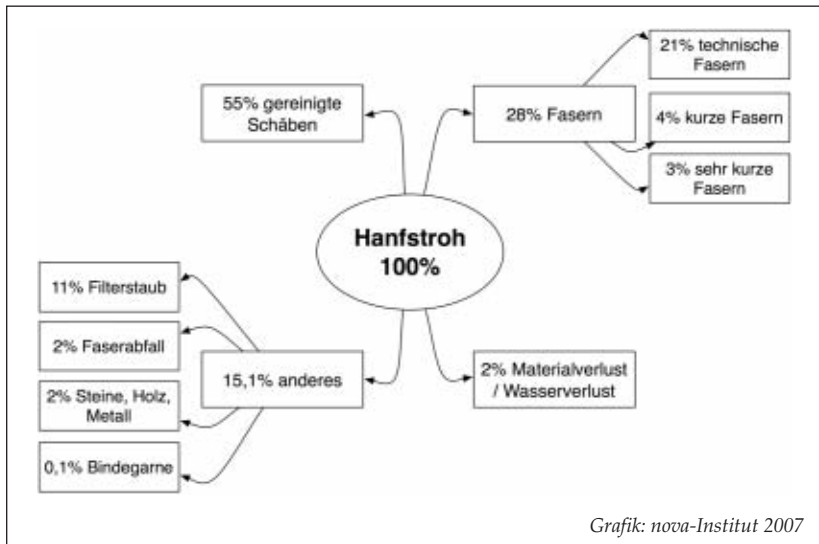 55% gereinigte
Schäben
28% Fasern
21% technische
Fasern
4% kurze Fasern
3% sehr kurze
Fasern
Hanfstroh
100%
11% Filterstaub
2% Faserabfall
2% Steine, Holz,
Metall
0,1% Bindegarne
15,1% anderes
2% Materialverlust
/ Wasserverlust
Grafik: nova-Institut 2007